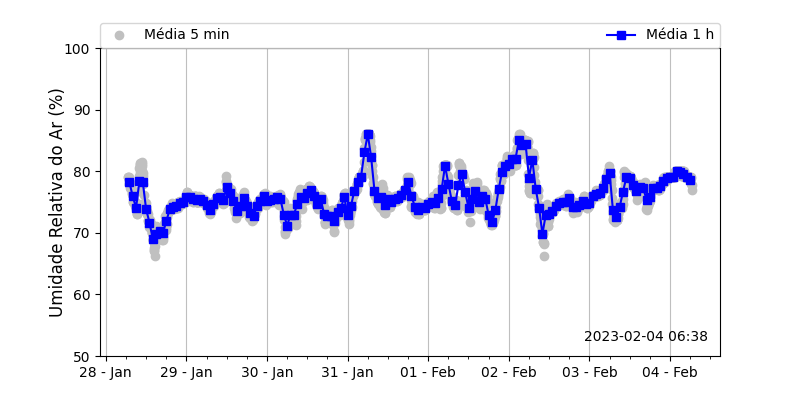 Média 5 min
Média 1 h
100
90
80
70
60
50
Umidade Relativa do Ar (%)
2023-02-04 06:38
28 - Jan
29 - Jan
30 - Jan
31 - Jan
01 - Feb
02 - Feb
03 - Feb
04 - Feb